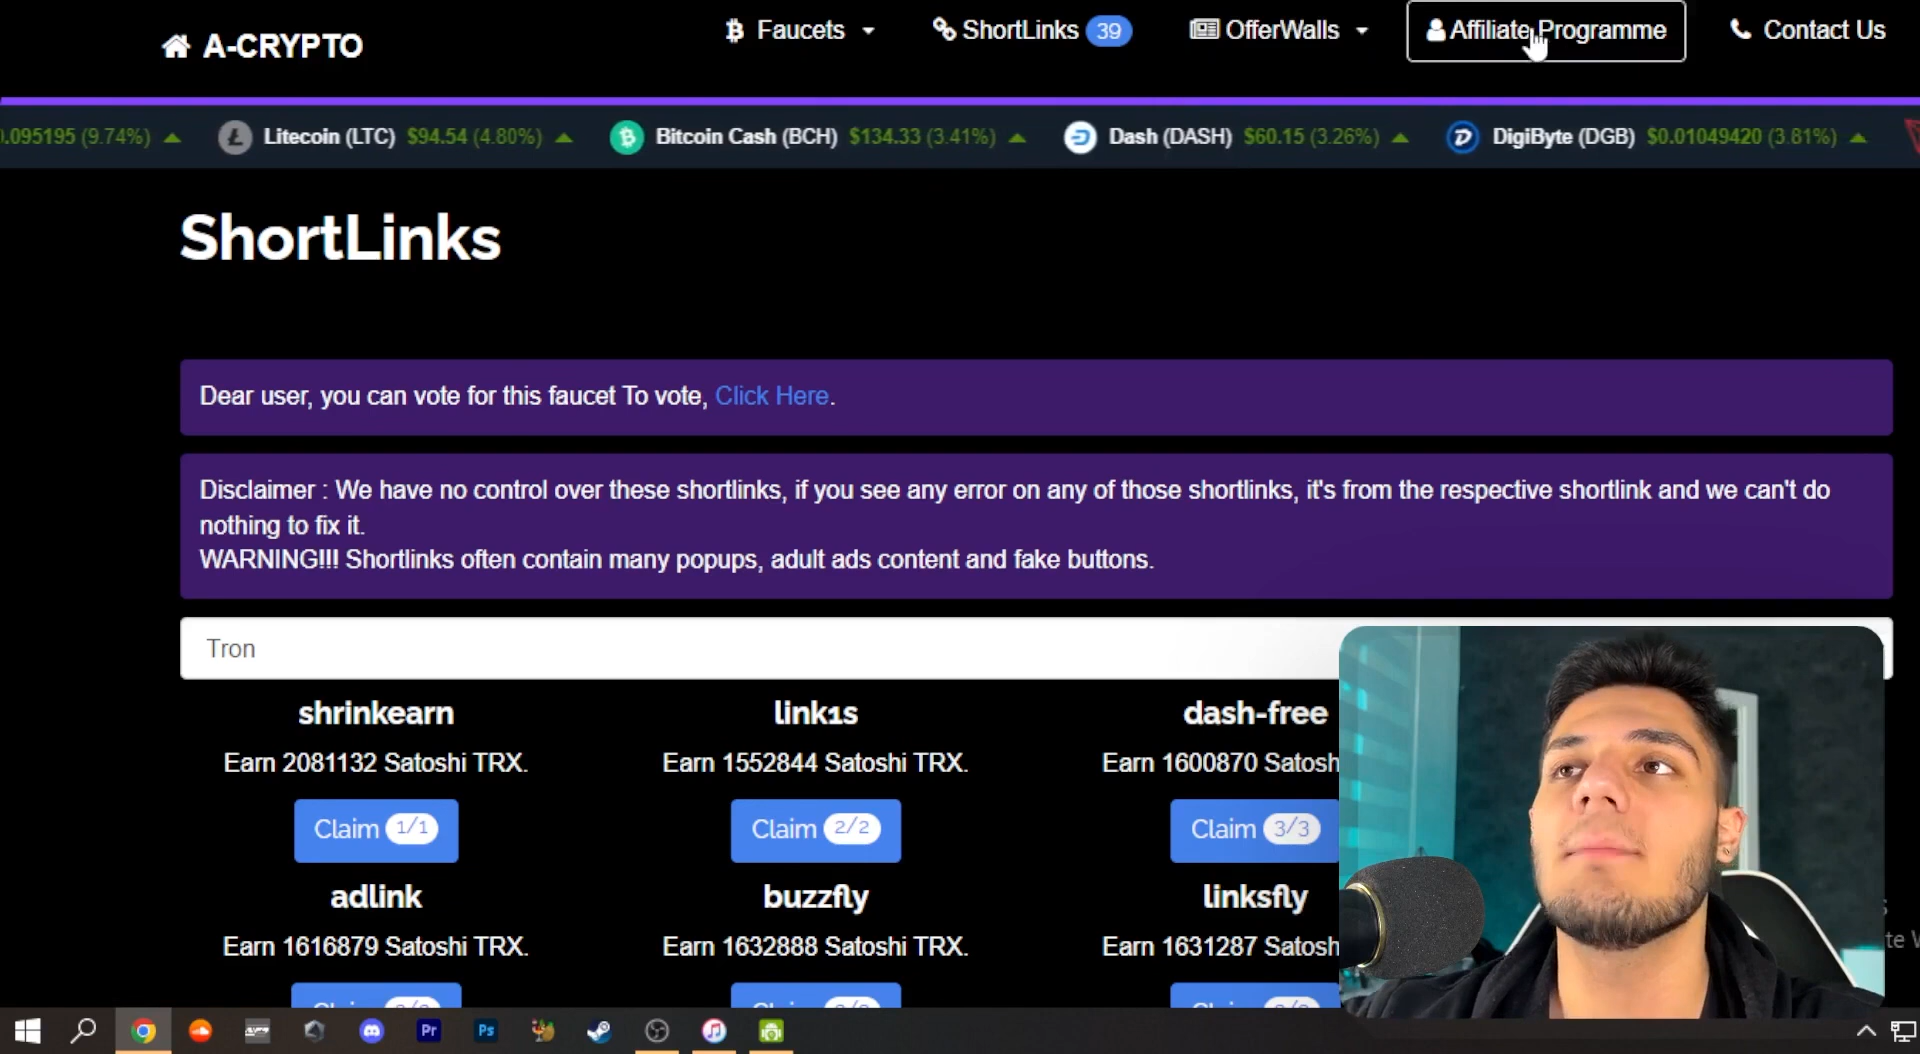 A-CRYPTO
Faucets
ShortLinks 39
OfferWalls
Affiliate Programme
Contact Us
.095195 (9.74%)
Litecoin (LTC) $94.54 (4.80%)
Bitcoin Cash (BCH) $134.33 (3.41%)
Dash (DASH) $60.15 (3.26%)
DigiByte (DGB) $0.01049420 (3.81%)
ShortLinks
Dear user, you can vote for this faucet To vote, Click Here.
Disclaimer : We have no control over these shortlinks, if you see any error on any of those shortlinks, it's from the respective shortlink and we can't do
nothing to fix it.
WARNING!!! Shortlinks often contain many popups, adult ads content and fake buttons.
Tron
shrinkearn
link1s
dash-free
Earn 2081132 Satoshi TRX.
Earn 1552844 Satoshi TRX.
Earn 1600870 Satosh
Claim 1/1
Claim 2/2
Claim 3/3
adlink
buzzfly
linksfly
Earn 1616879 Satoshi TRX.
Earn 1632888 Satoshi TRX.
Earn 1631287 Satosh
Pr
Ps